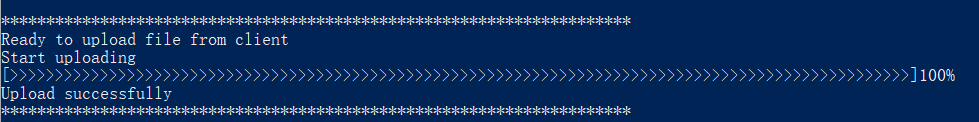 **********************************************************************
Ready to upload file from client
Start uploading
[>>>>>>>>>>>>>>>>>>>>>>>>>>>>>>>>>>>>>>>>>>>>>>>>>>>>>>>>>>>>>>>>>>>>>>>>>>>>>>>>>>>>>>>>>>>>>>>>>>>>]100%
Upload successfully
**********************************************************************